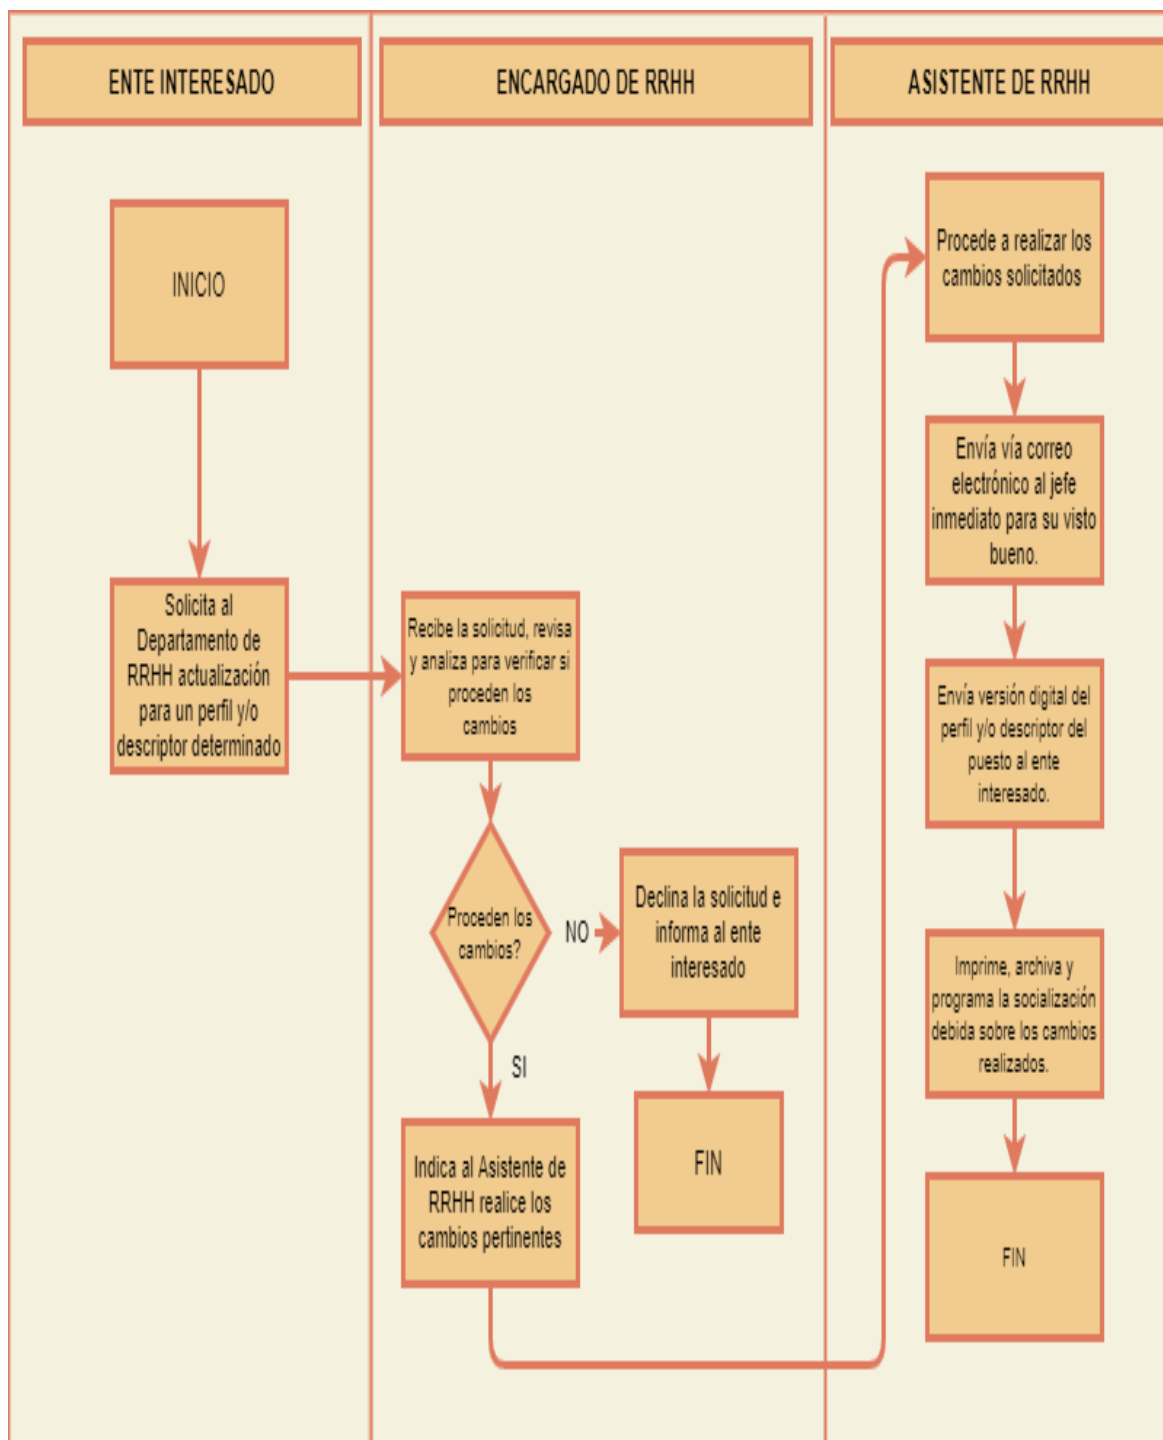 ENTE INTERESADO
ENCARGADO DE RRHH
ASISTENTE DE RRHH
INICIO
Solicita al
Departamento de
RRHH actualización
para un perfil y/o
descriptor determinado
Recibe la solicitud, revisa
y analiza para verificar si
proceden los
cambios
Proceden los
cambios?
NO
Declina la solicitud e
informa al ente
interesado
FIN
SI
Indica al Asistente de
RRHH realice los
cambios pertinentes
Procede a realizar los
cambios solicitados
Envía vía correo
electrónico al jefe
inmediato para su visto
bueno.
Envía versión digital del
perfil y/o descriptor del
puesto al ente
interesado.
Imprime, archiva y
programa la socialización
debida sobre los cambios
realizados.
FIN